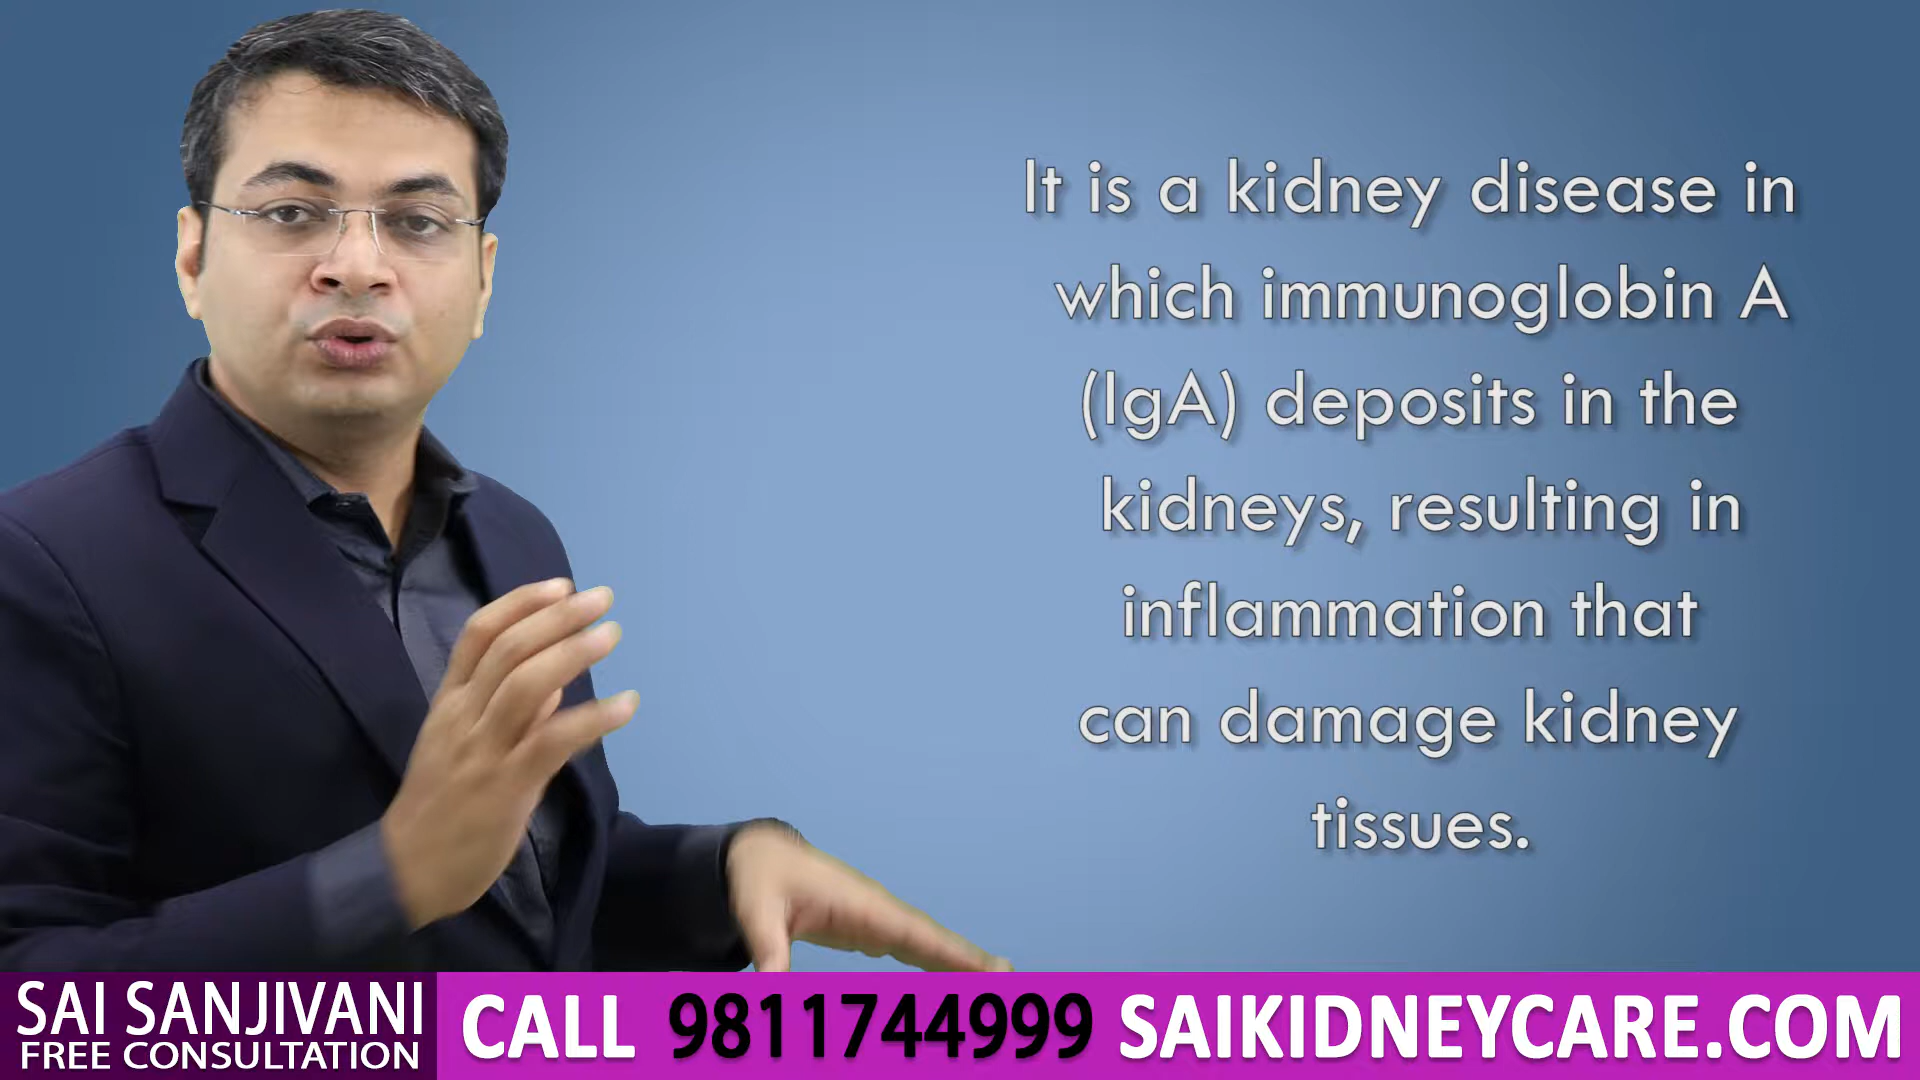 It is a kidney disease in
which immunoglobin A
(IgA) deposits in the
kidneys, resulting in
inflammation that
can damage kidney
tissues.
SAI SANJIVANI
FREE CONSULTATION
CALL 9811744999 SAIKIDNEYCARE.COM